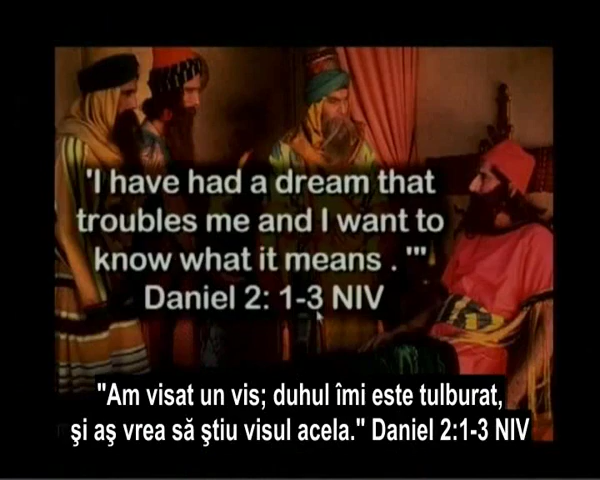 'I have had a dream that
troubles me and I want to
know what it means . '"
Daniel 2: 1-3 NIV
"Am visat un vis; duhul îmi este tulburat,
şi aş vrea să ştiu visul acela." Daniel 2:1-3 NIV